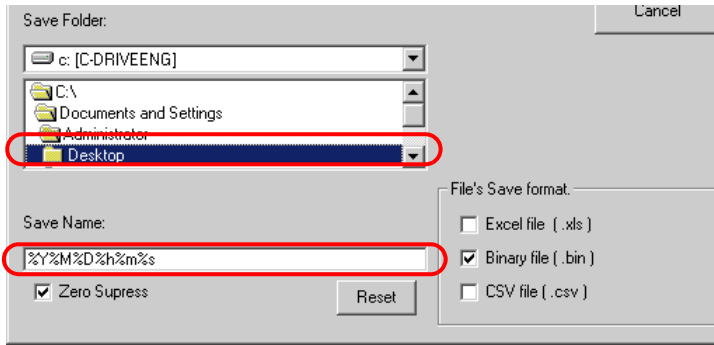 Save Folder:
Cancel
c: [C-DRIVEENG]
C:\
Documents and Settings
Administrator
Desktop
File's Save format.
Save Name:
Excel file ( .xls )
%Y%M%D%h%m%s
Binary file ( .bin )
Zero Supress
Reset
CSV file ( .csv )